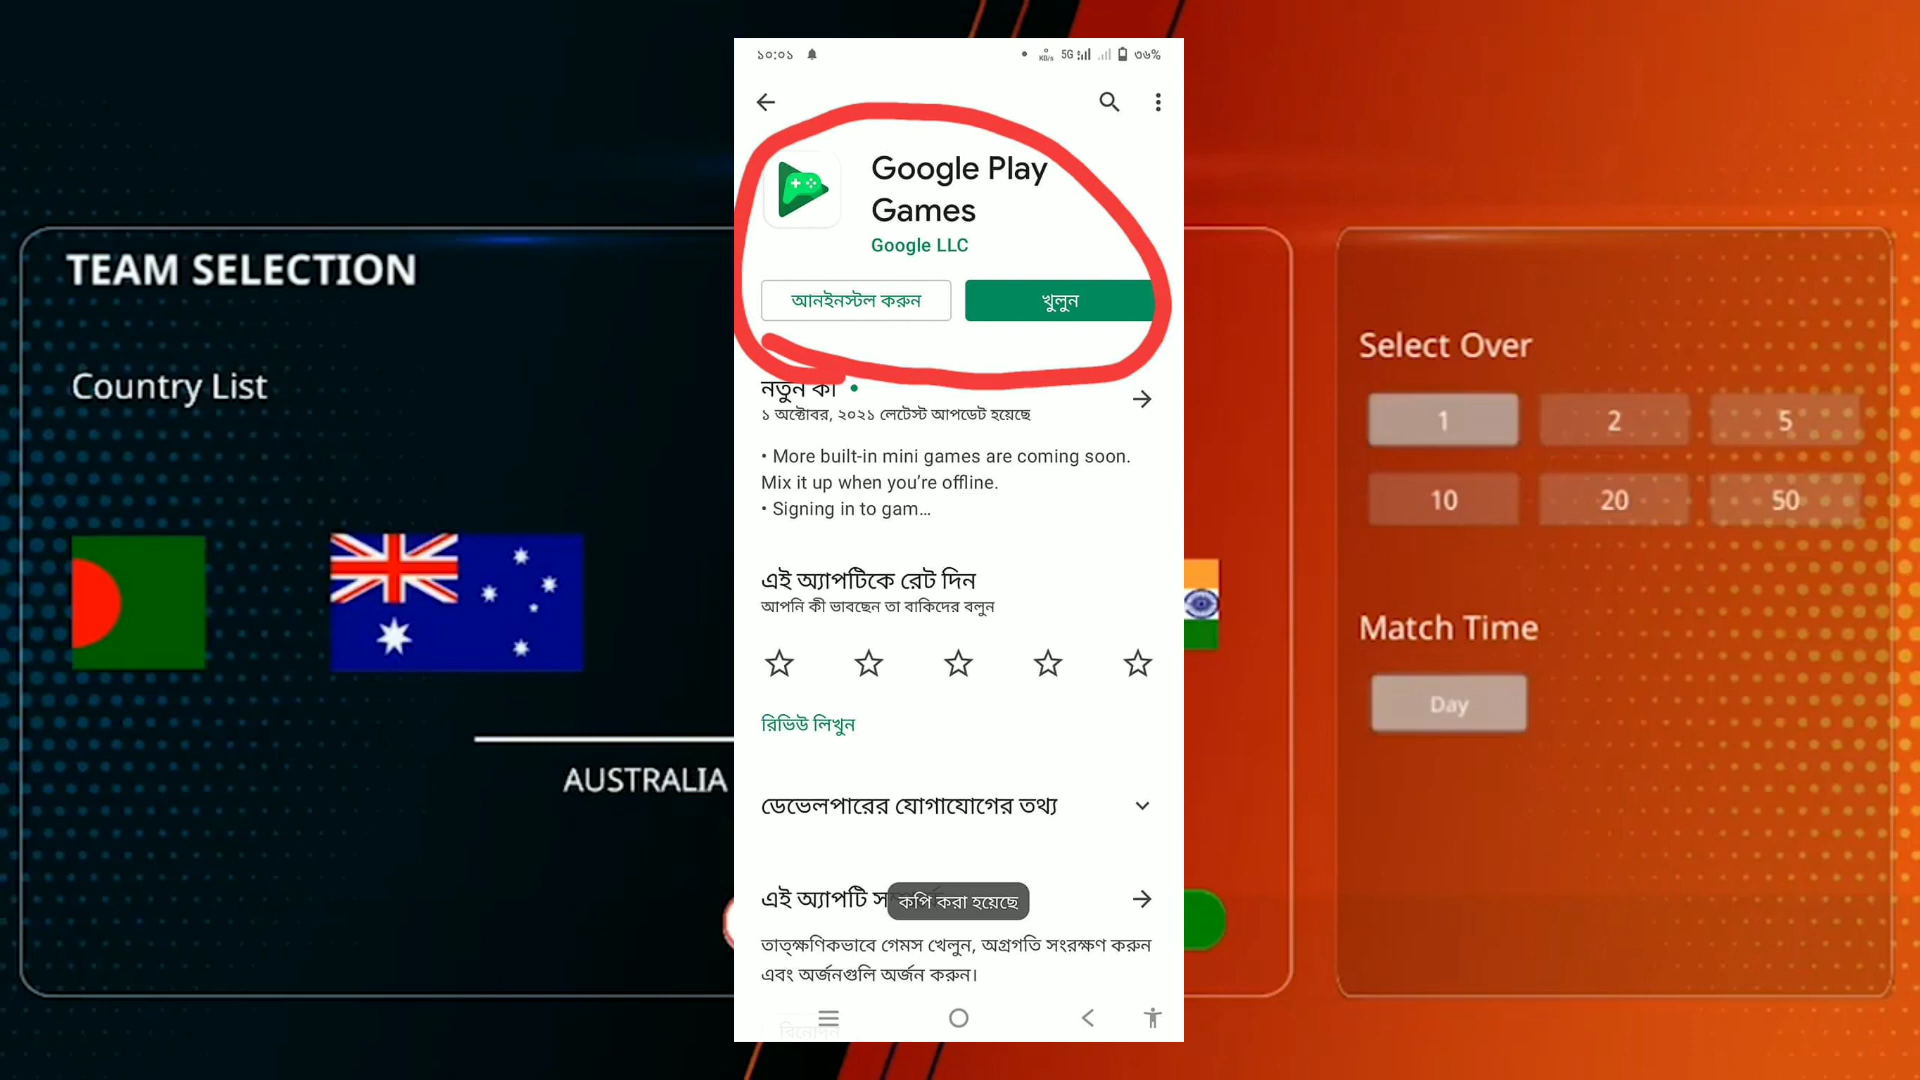 TEAM SELECTION
Country List
AUSTRALIA
১০:০১
0
KB/s
5G
৩৬%
Google Play
Games
Google LLC
আনইনস্টল করুন
খুলুন
নতুন কী
১ অক্টোবর, ২০২১ লেটেস্ট আপডেট হয়েছে
• More built-in mini games are coming soon.
Mix it up when you’re offline.
• Signing in to gam…
এই অ্যাপটিকে রেট দিন
আপনি কী ভাবছেন তা বাকিদের বলুন
রিভিউ লিখুন
ডেভেলপারের যোগাযোগের তথ্য
এই অ্যাপটি
কপি করা হয়েছে
তাত্ক্ষণিকভাবে গেমস খেলুন, অগ্রগতি সংরক্ষণ করুন
এবং অর্জনগুলি অর্জন করুন।
বিনোদন
Select Over
1 2 5
10 20 50
Match Time
Day